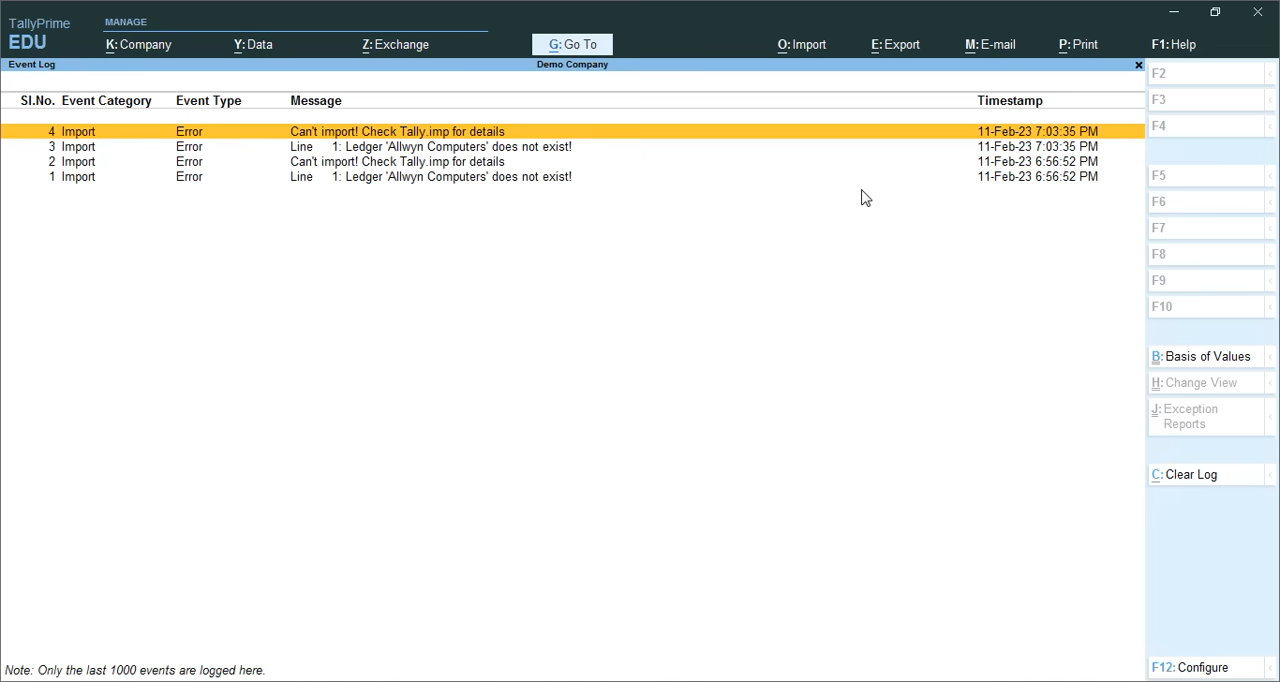 TallyPrime
EDU
MANAGE
K: Company
Y: Data
Z: Exchange
G: Go To
O: Import
E: Export
M: E-mail
P: Print
F1: Help
Event Log
Demo Company
Sl.No. Event Category Event Type Message Timestamp
4 Import Error Can't import! Check Tally.imp for details 11-Feb-23 7:03:35 PM
3 Import Error Line 1: Ledger 'Allwyn Computers' does not exist! 11-Feb-23 7:03:35 PM
2 Import Error Can't import! Check Tally.imp for details 11-Feb-23 6:56:52 PM
1 Import Error Line 1: Ledger 'Allwyn Computers' does not exist! 11-Feb-23 6:56:52 PM
F2
F3
F4
F5
F6
F7
F8
F9
F10
B: Basis of Values
H: Change View
J: Exception
Reports
C: Clear Log
F12: Configure
Note: Only the last 1000 events are logged here.